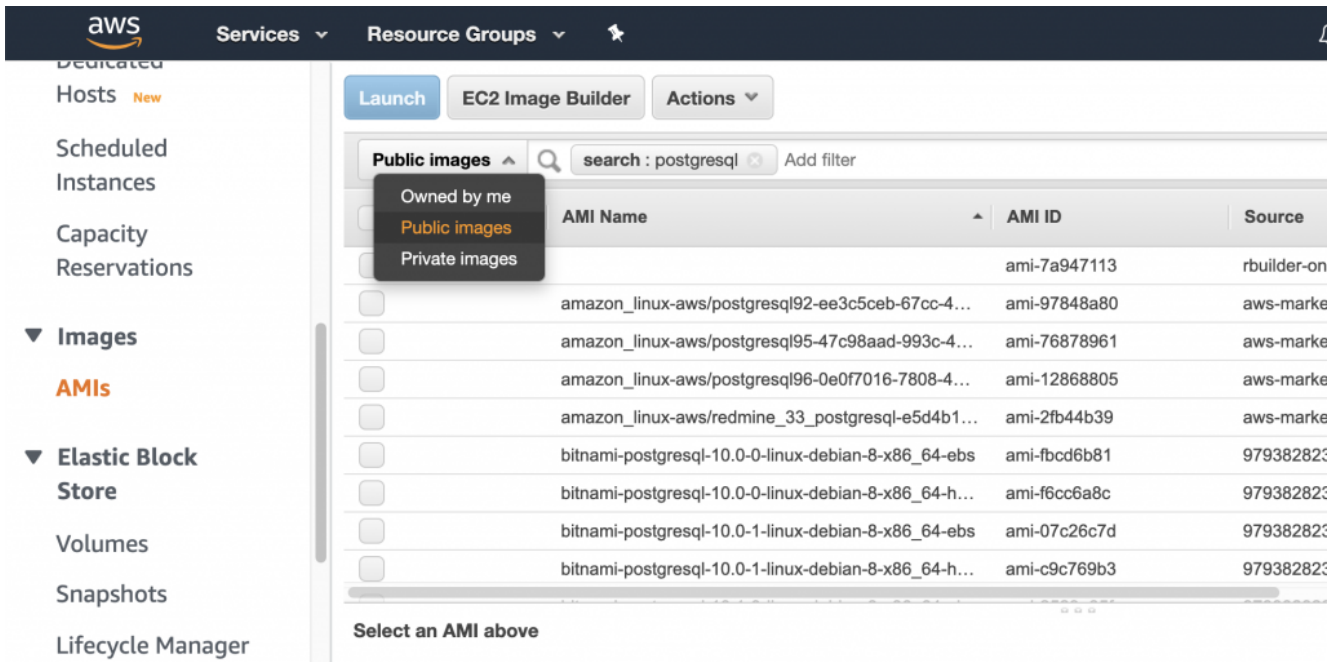 aws
Services
Resource Groups
Dedicated
Hosts New
Scheduled
Instances
Capacity
Reservations
Images
AMIs
Elastic Block
Store
Volumes
Snapshots
Lifecycle Manager
Launch
EC2 Image Builder
Actions
Public images
search : postgresql
Add filter
Owned by me
Public images
Private images
AMI Name
AMI ID
Source
ami-7a947113 rbuilder-on
amazon_linux-aws/postgresql92-ee3c5ceb-67cc-4... ami-97848a80 aws-marke
amazon_linux-aws/postgresql95-47c98aad-993c-4... ami-76878961 aws-marke
amazon_linux-aws/postgresql96-0e0f7016-7808-4... ami-12868805 aws-marke
amazon_linux-aws/redmine_33_postgresql-e5d4b1... ami-2fb44b39 aws-marke
bitnami-postgresql-10.0-0-linux-debian-8-x86_64-ebs ami-fbcd6b81 979382823
bitnami-postgresql-10.0-0-linux-debian-8-x86_64-h... ami-f6cc6a8c 979382823
bitnami-postgresql-10.0-1-linux-debian-8-x86_64-ebs ami-07c26c7d 979382823
bitnami-postgresql-10.0-1-linux-debian-8-x86_64-h... ami-c9c769b3 979382823
Select an AMI above